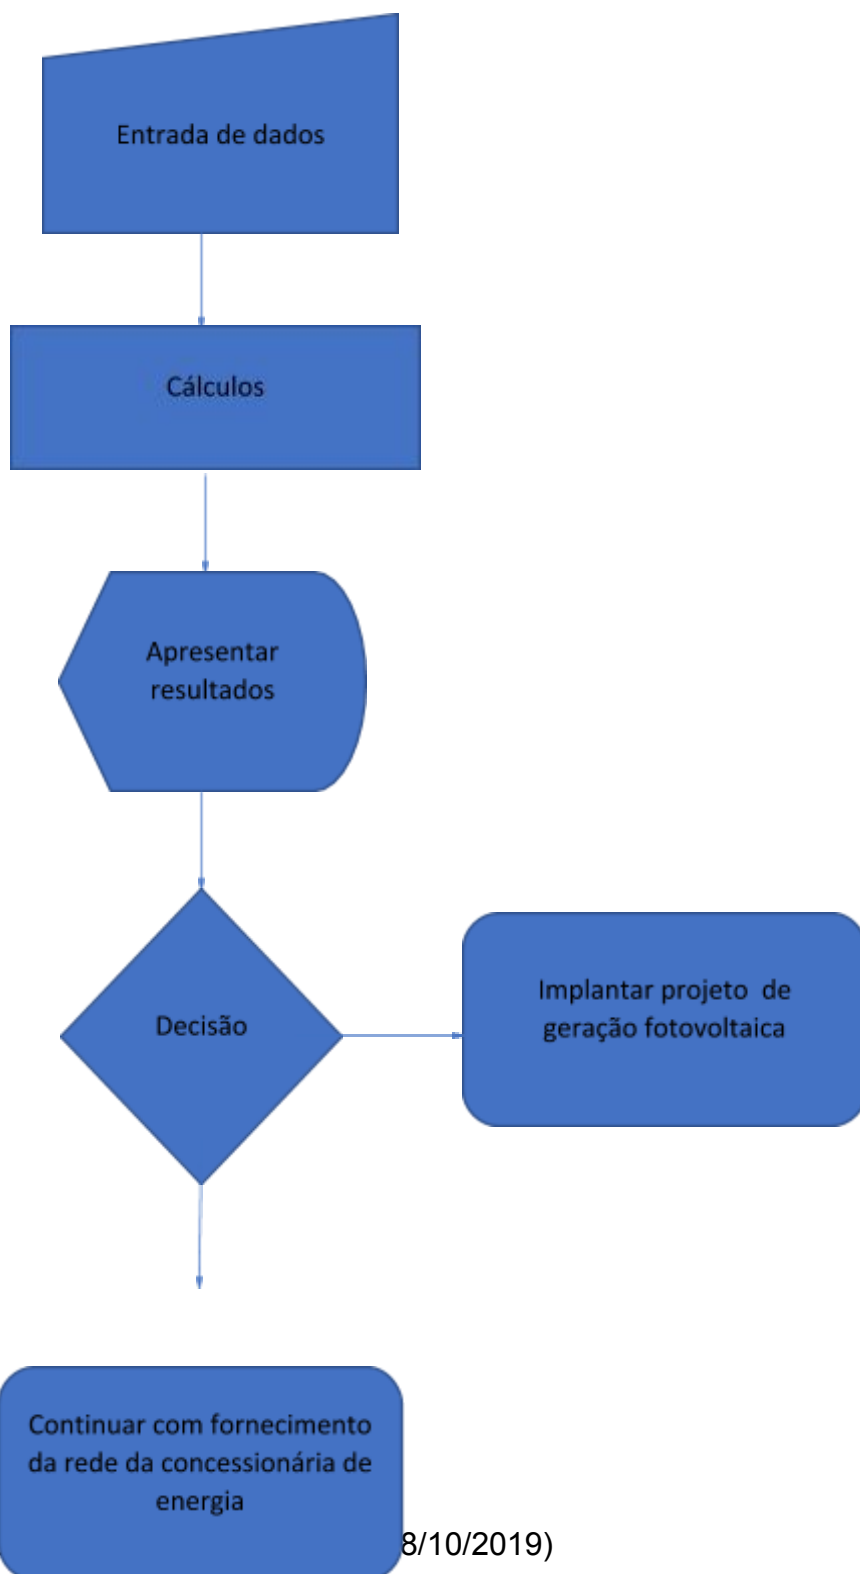 Entrada de dados
Cálculos
Apresentar
resultados
Decisão
Implantar projeto de
geração fotovoltaica
Continuar com fornecimento
da rede da concessionária de
energia
8/10/2019)